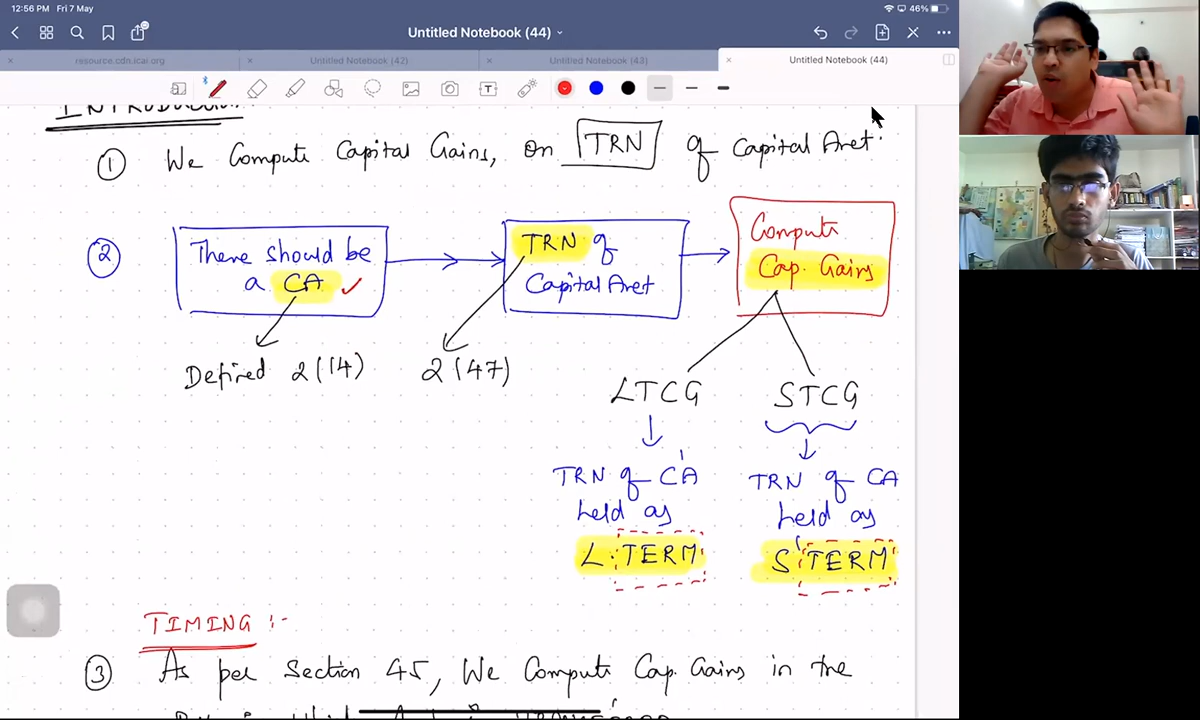 12:56 PM Fri 7 May
46%
Untitled Notebook (44)
resource.cdn.icai.org
Untitled Notebook (42)
Untitled Notebook (43)
Untitled Notebook (44)
INTRODUCTION
① We Compute Capital Gains, on TRN of Capital Asset.
② There should be a CA ✓
TRN of Capital Asset
Compute Cap. Gains
Defined 2(14)
2(47)
LTCG
STCG
TRN of CA
held as
L.TERM
TRN of CA
held as
S'TERM
TIMING :-
③ As per Section 45, We Compute Cap. Gains in the